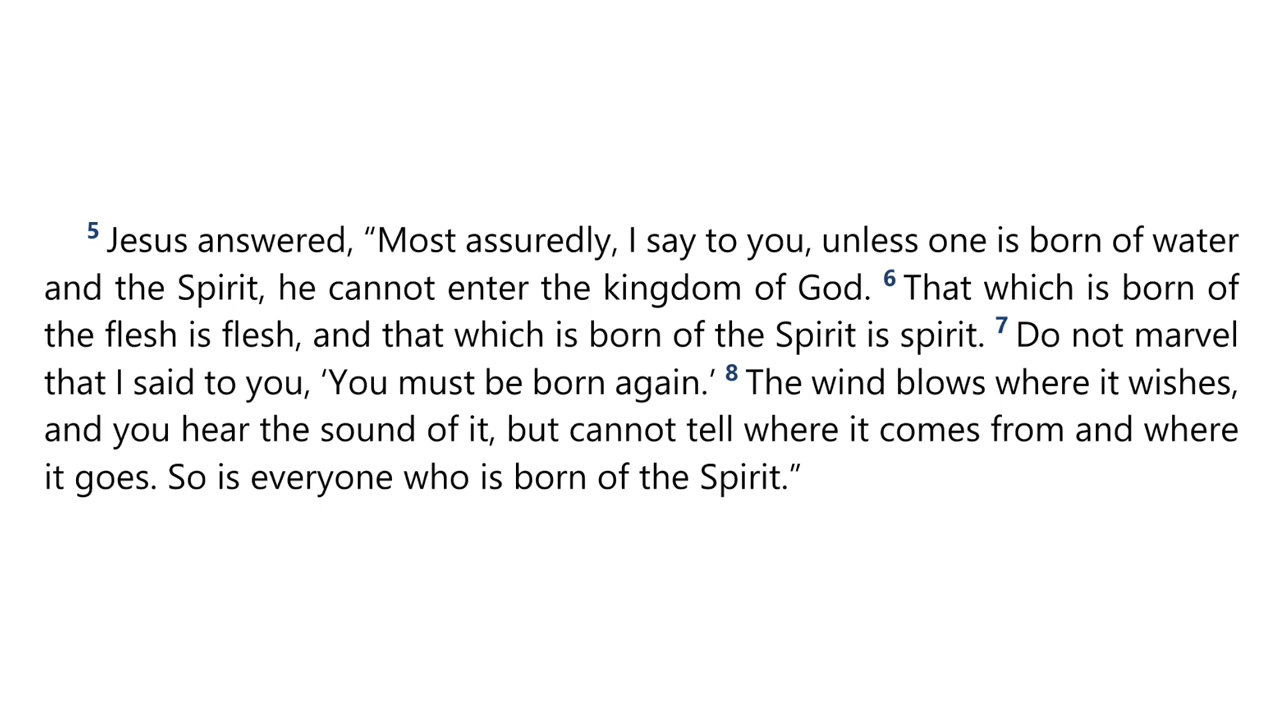 5 Jesus answered, “Most assuredly, I say to you, unless one is born of water
and the Spirit, he cannot enter the kingdom of God. 6 That which is born of
the flesh is flesh, and that which is born of the Spirit is spirit. 7 Do not marvel
that I said to you, ‘You must be born again.’ 8 The wind blows where it wishes,
and you hear the sound of it, but cannot tell where it comes from and where
it goes. So is everyone who is born of the Spirit.”